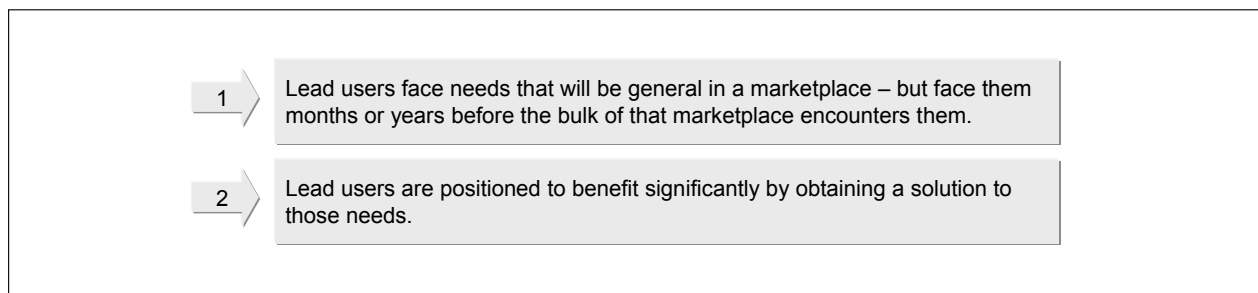 1
Lead users face needs that will be general in a marketplace – but face them
months or years before the bulk of that marketplace encounters them.
2
Lead users are positioned to benefit significantly by obtaining a solution to
those needs.